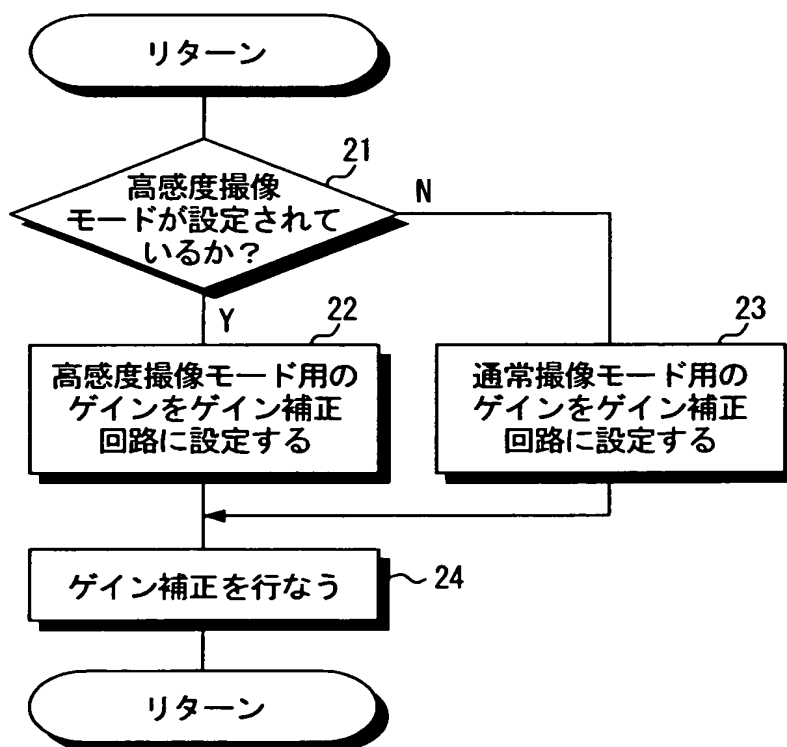 リターン
21
高感度撮像
モードが設定されて
いるか？
N
Y
22
高感度撮像モード用の
ゲインをゲイン補正
回路に設定する
23
通常撮像モード用の
ゲインをゲイン補正
回路に設定する
ゲイン補正を行なう
24
リターン